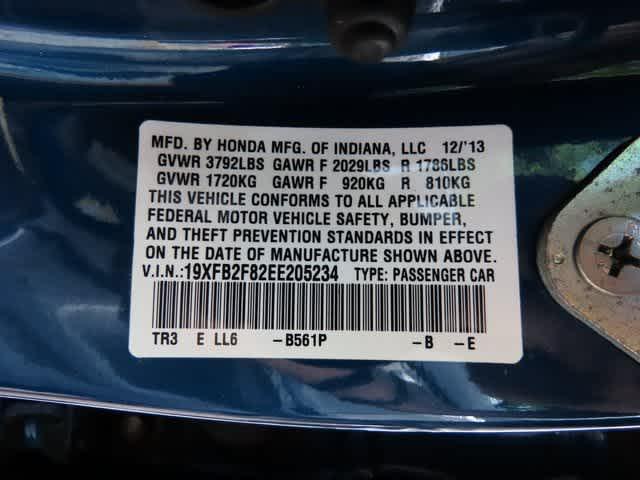 MFD. BY HONDA MFG. OF INDIANA, LLC 12/'13
GVWR 3792LBS GAWR F 2029LBS R 1786LBS
GVWR 1720KG GAWR F 920KG R 810KG
THIS VEHICLE CONFORMS TO ALL APPLICABLE
FEDERAL MOTOR VEHICLE SAFETY, BUMPER,
AND THEFT PREVENTION STANDARDS IN EFFECT
ON THE DATE OF MANUFACTURE SHOWN ABOVE.
V.I.N.:19XFB2F82EE205234 TYPE: PASSENGER CAR
TR3 E LL6 -B561P -B -E